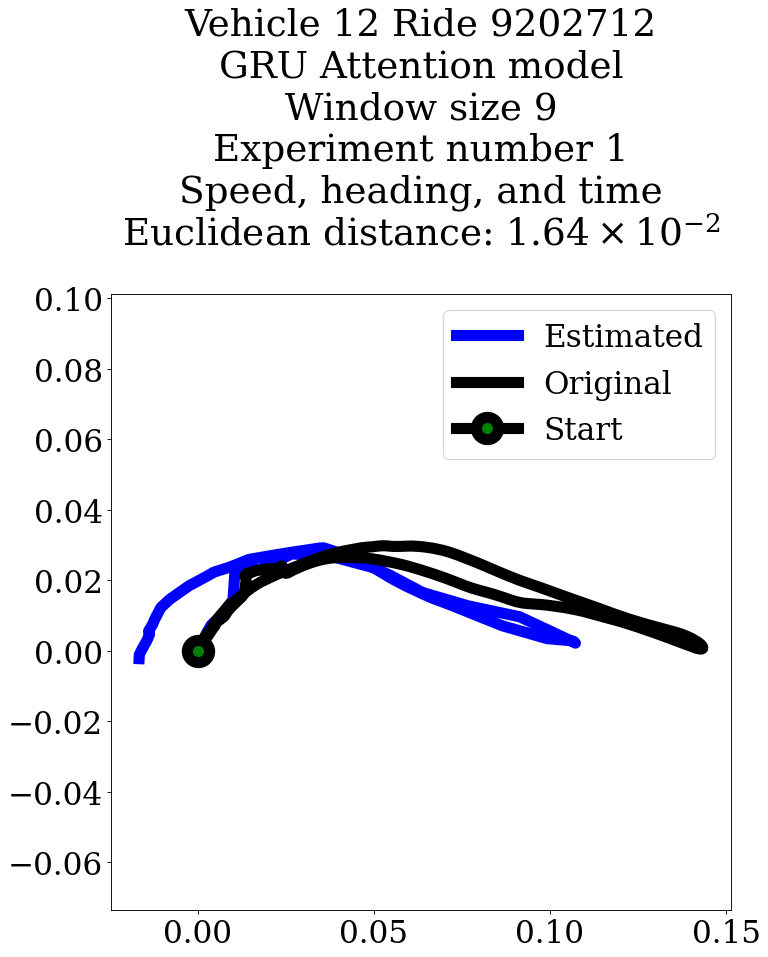 Vehicle 12 Ride 9202712
GRU Attention model
Window size 9
Experiment number 1
Speed, heading, and time
Euclidean distance: 1.64 × 10⁻²
0.10
0.08
0.06
0.04
0.02
0.00
−0.02
−0.04
−0.06
Estimated
Original
Start
0.00 0.05 0.10 0.15